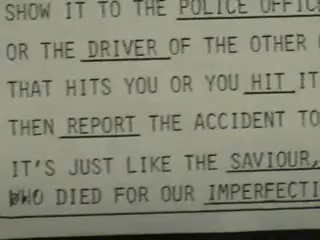 SHOW IT TO THE POLICE OFFIC
OR THE DRIVER OF THE OTHER
THAT HITS YOU OR YOU HIT IT
THEN REPORT THE ACCIDENT TO
IT'S JUST LIKE THE SAVIOUR,
WHO DIED FOR OUR IMPERFECTI